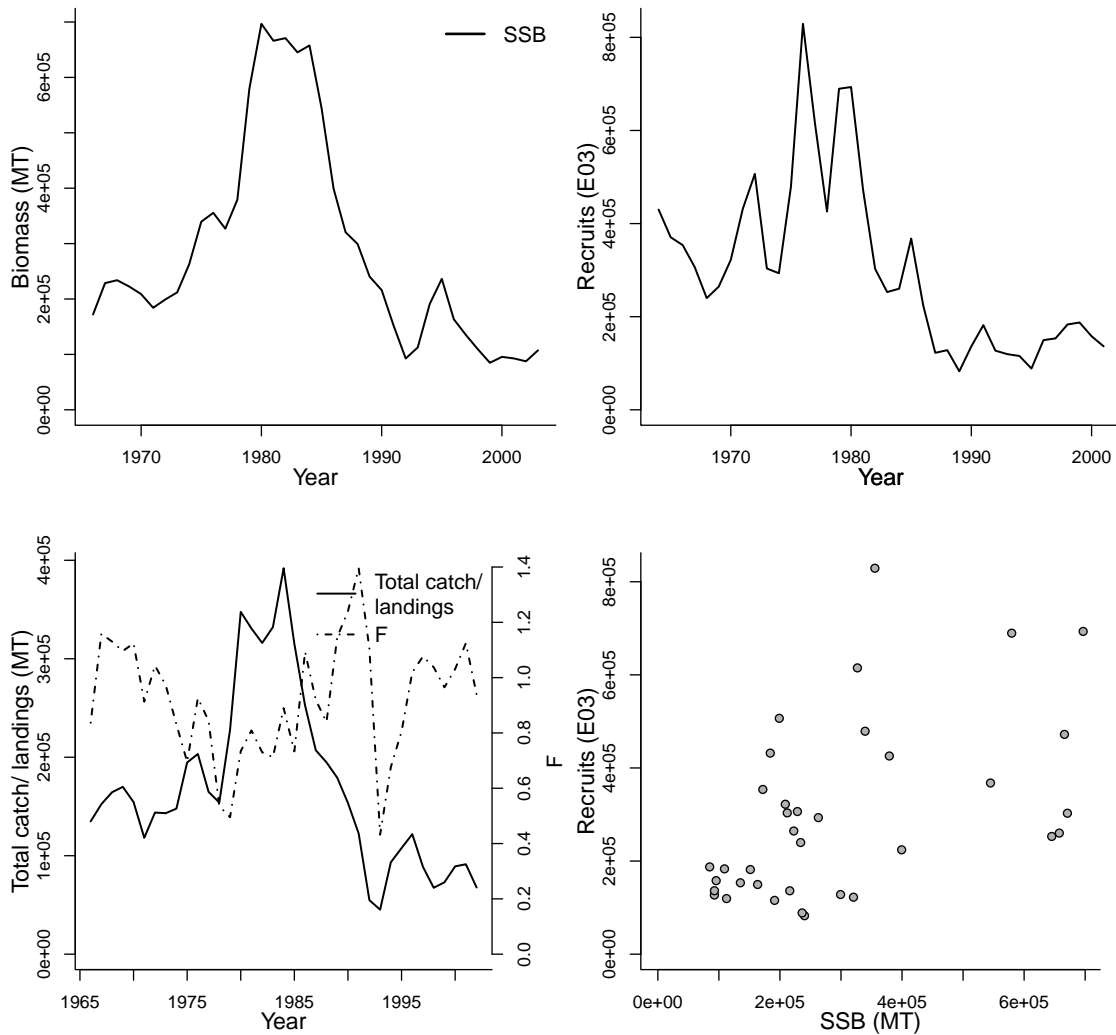 SSB
Biomass (MT)
0e+00
2e+05
4e+05
6e+05
1970
1980
1990
2000
Year
Recruits (E03)
0e+00
2e+05
4e+05
6e+05
8e+05
1970
1980
1990
2000
Year
Total catch/
landings
F
Total catch/ landings (MT)
0e+00
1e+05
2e+05
3e+05
4e+05
0.0
0.2
0.4
0.6
0.8
1.0
1.2
1.4
F
1965
1975
1985
1995
Year
Recruits (E03)
0e+00
2e+05
4e+05
6e+05
8e+05
0e+00
2e+05
4e+05
6e+05
SSB (MT)